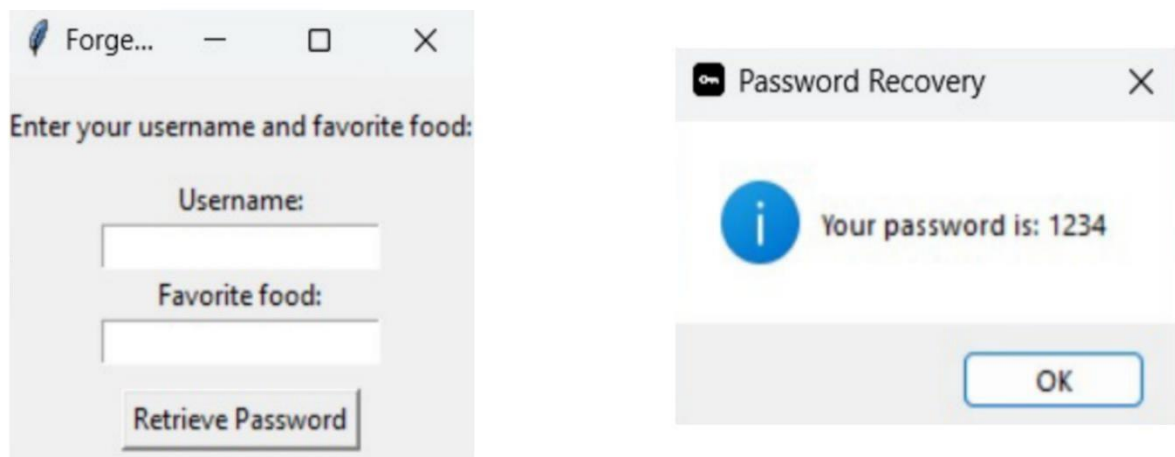 Forge...
Enter your username and favorite food:
Username:
Favorite food:
Retrieve Password
Password Recovery
i
Your password is: 1234
OK